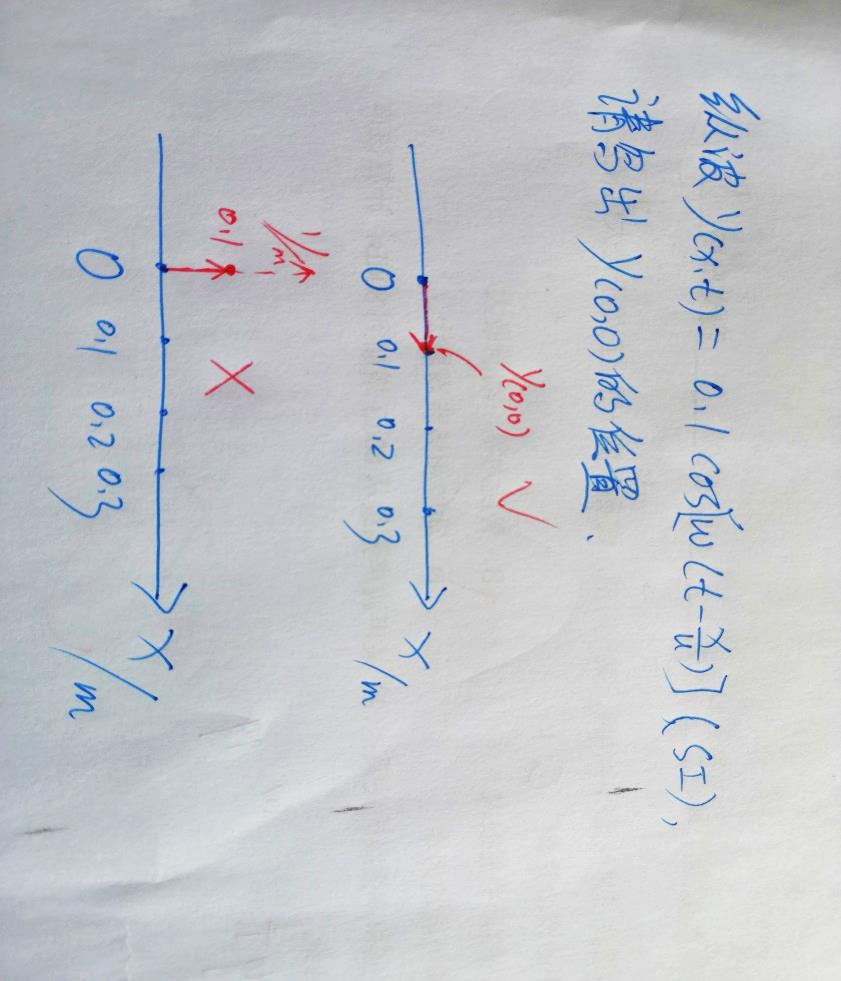 纵波 y(x,t) = 0.1 cos[ω(t-x/u)] (SI),
请写出 y(0,0)的位置.
y(0,0) ✓
0 0.1 0.2 0.3 x/m
y/m
0.1 ×
0 0.1 0.2 0.3 x/m